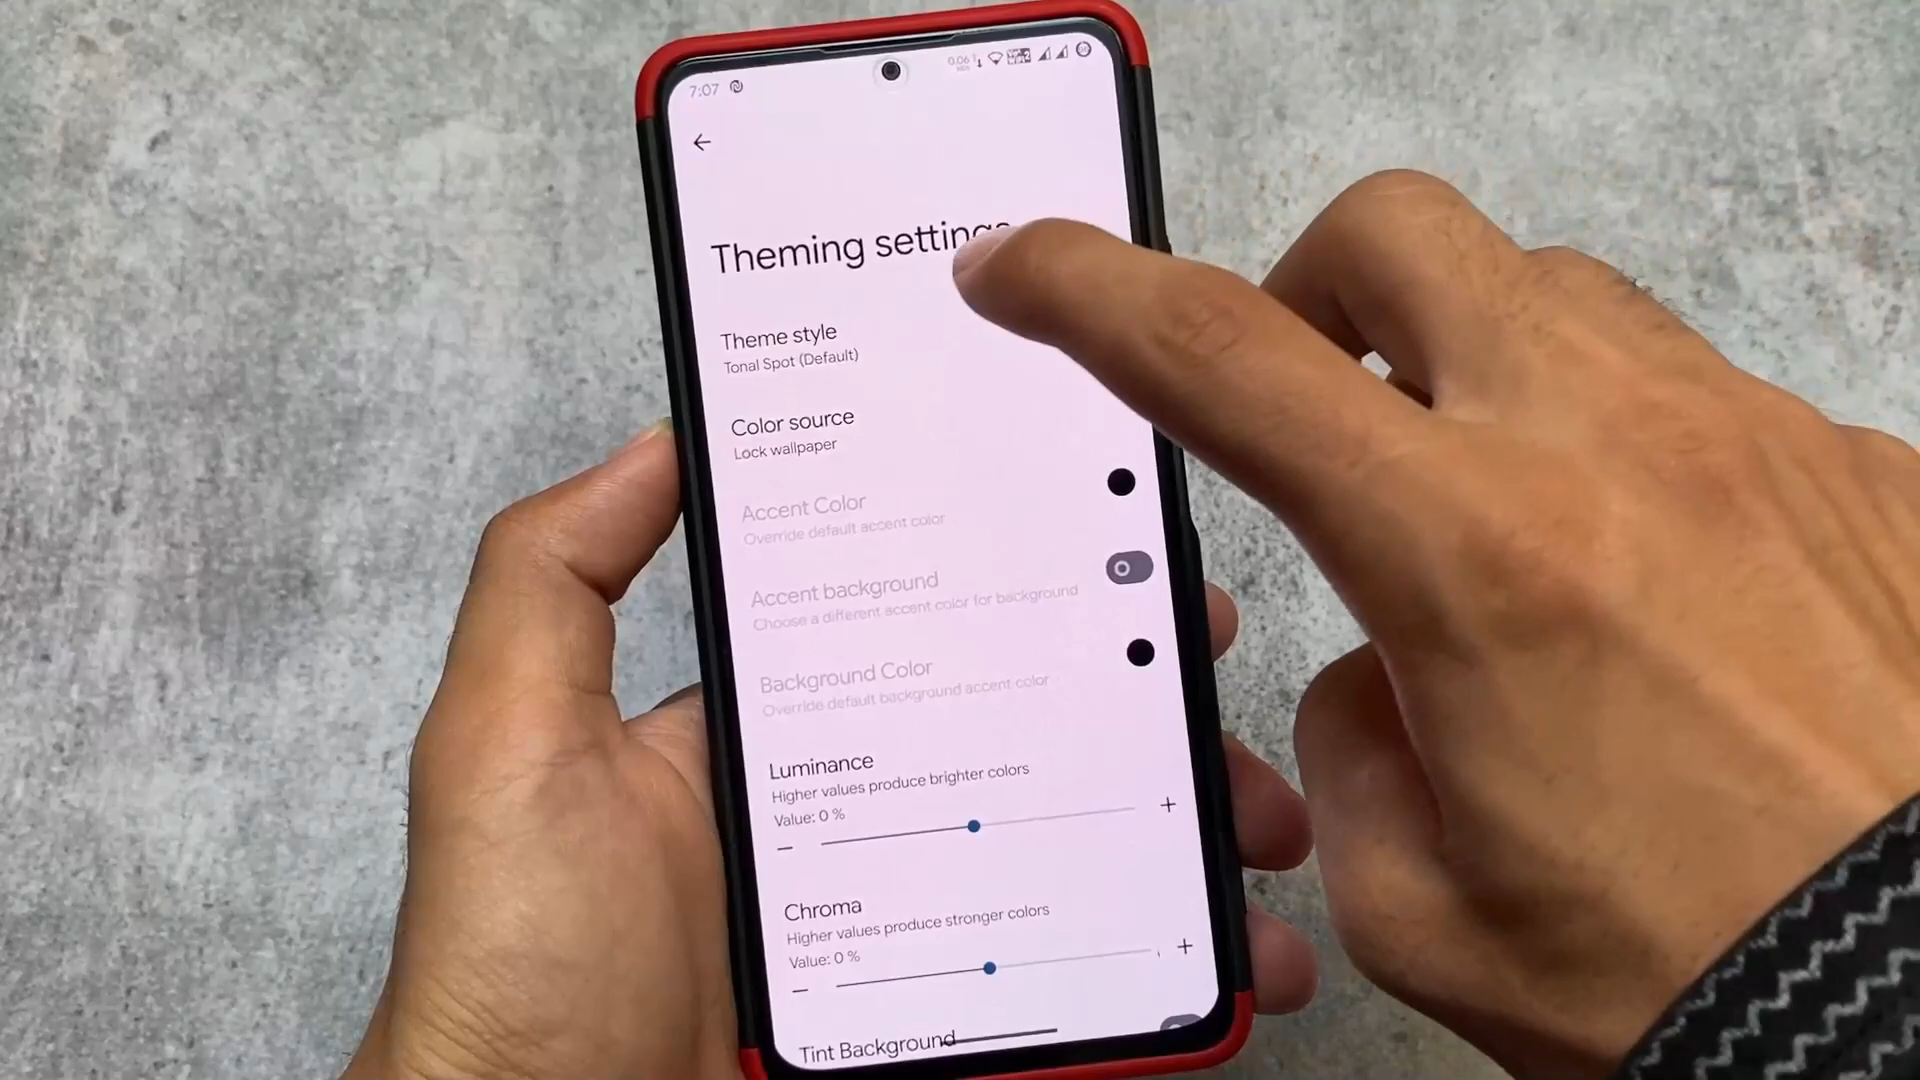 7:07
0.06
Theming settings
Theme style
Tonal Spot (Default)
Color source
Lock wallpaper
Accent Color
Override default accent color
Accent background
Choose a different accent color for background
Background Color
Override default background accent color
Luminance
Higher values produce brighter colors
Value: 0 %
Chroma
Higher values produce stronger colors
Value: 0 %
Tint Background